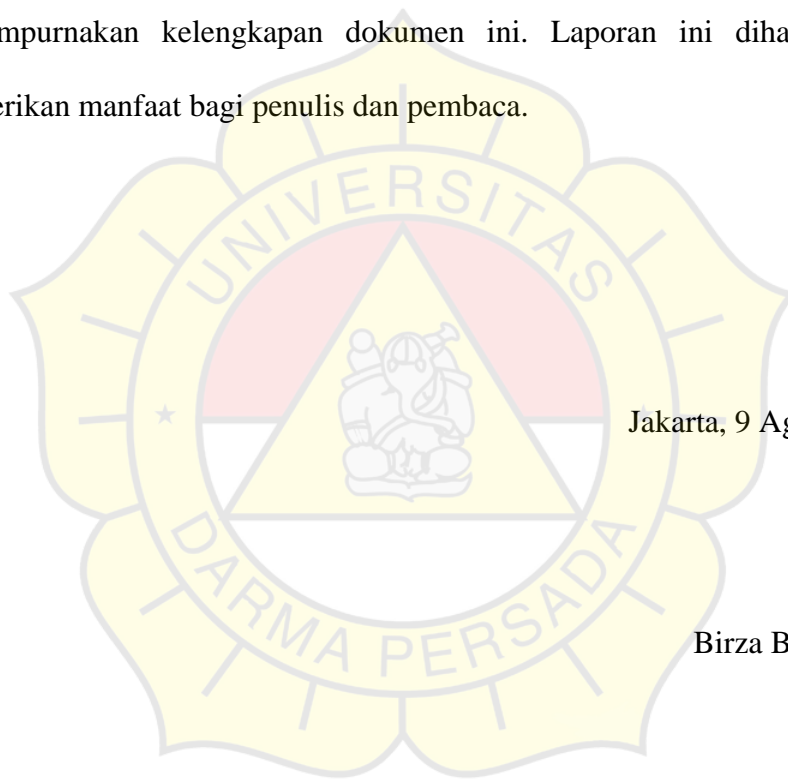 mpurnakan kelengkapan dokumen ini. Laporan ini diha
erikan manfaat bagi penulis dan pembaca.
UNIVERSITAS
Jakarta, 9 Ag
DARMA PERSADA
Birza B